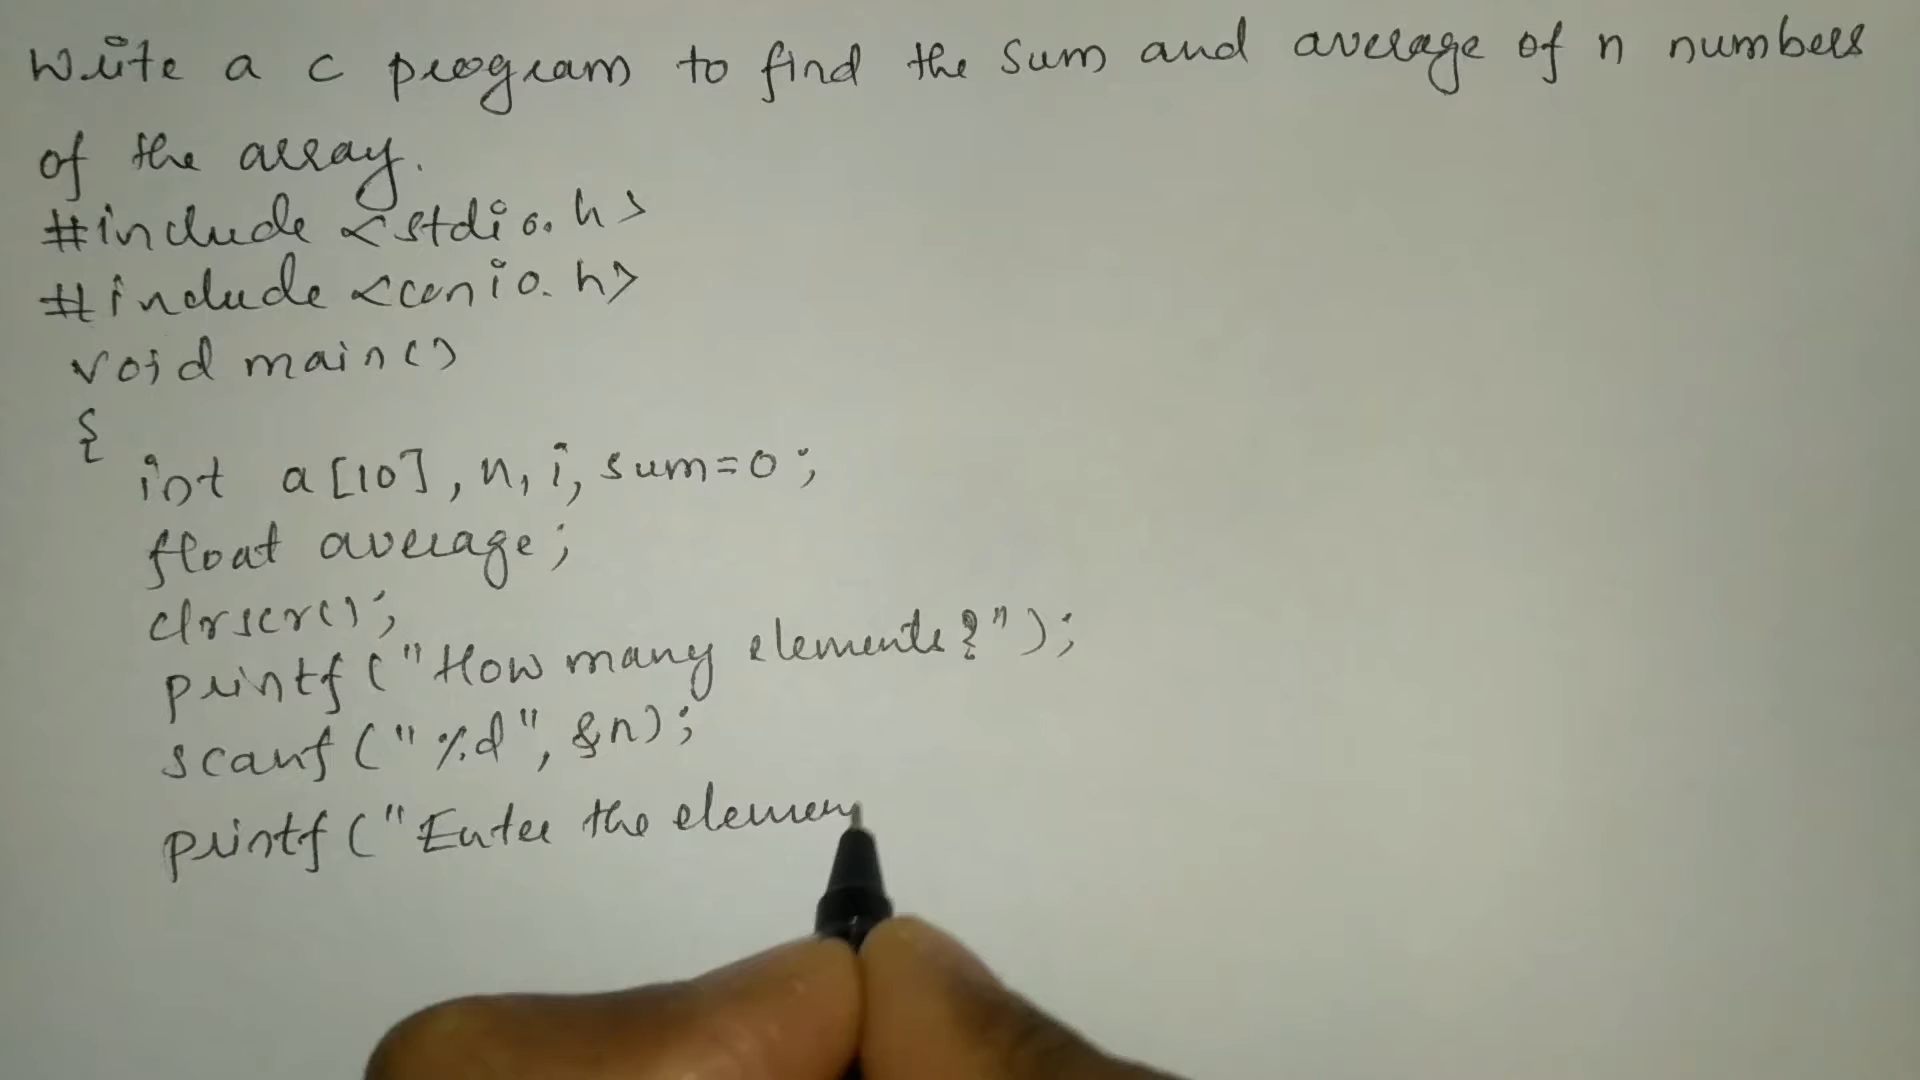 Write a c program to find the sum and average of n numbers
of the array.
#include <stdio.h>
#include <conio.h>
void main()
{
int a[10], n, i, sum=0;
float average;
clrscr();
printf("How many elements?");
scanf("%d", &n);
printf("Enter the elemen